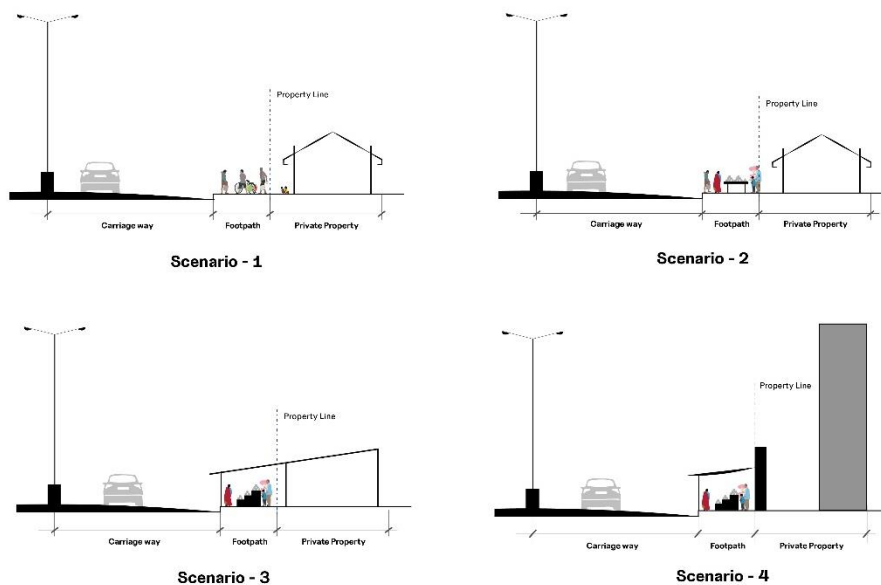 Property Line
Carriage way
Footpath
Private Property
Scenario - 1
Property Line
Carriage way
Footpath
Private Property
Scenario - 2
Property Line
Carriage way
Footpath
Private Property
Scenario - 3
Property Line
Carriage way
Footpath
Private Property
Scenario - 4